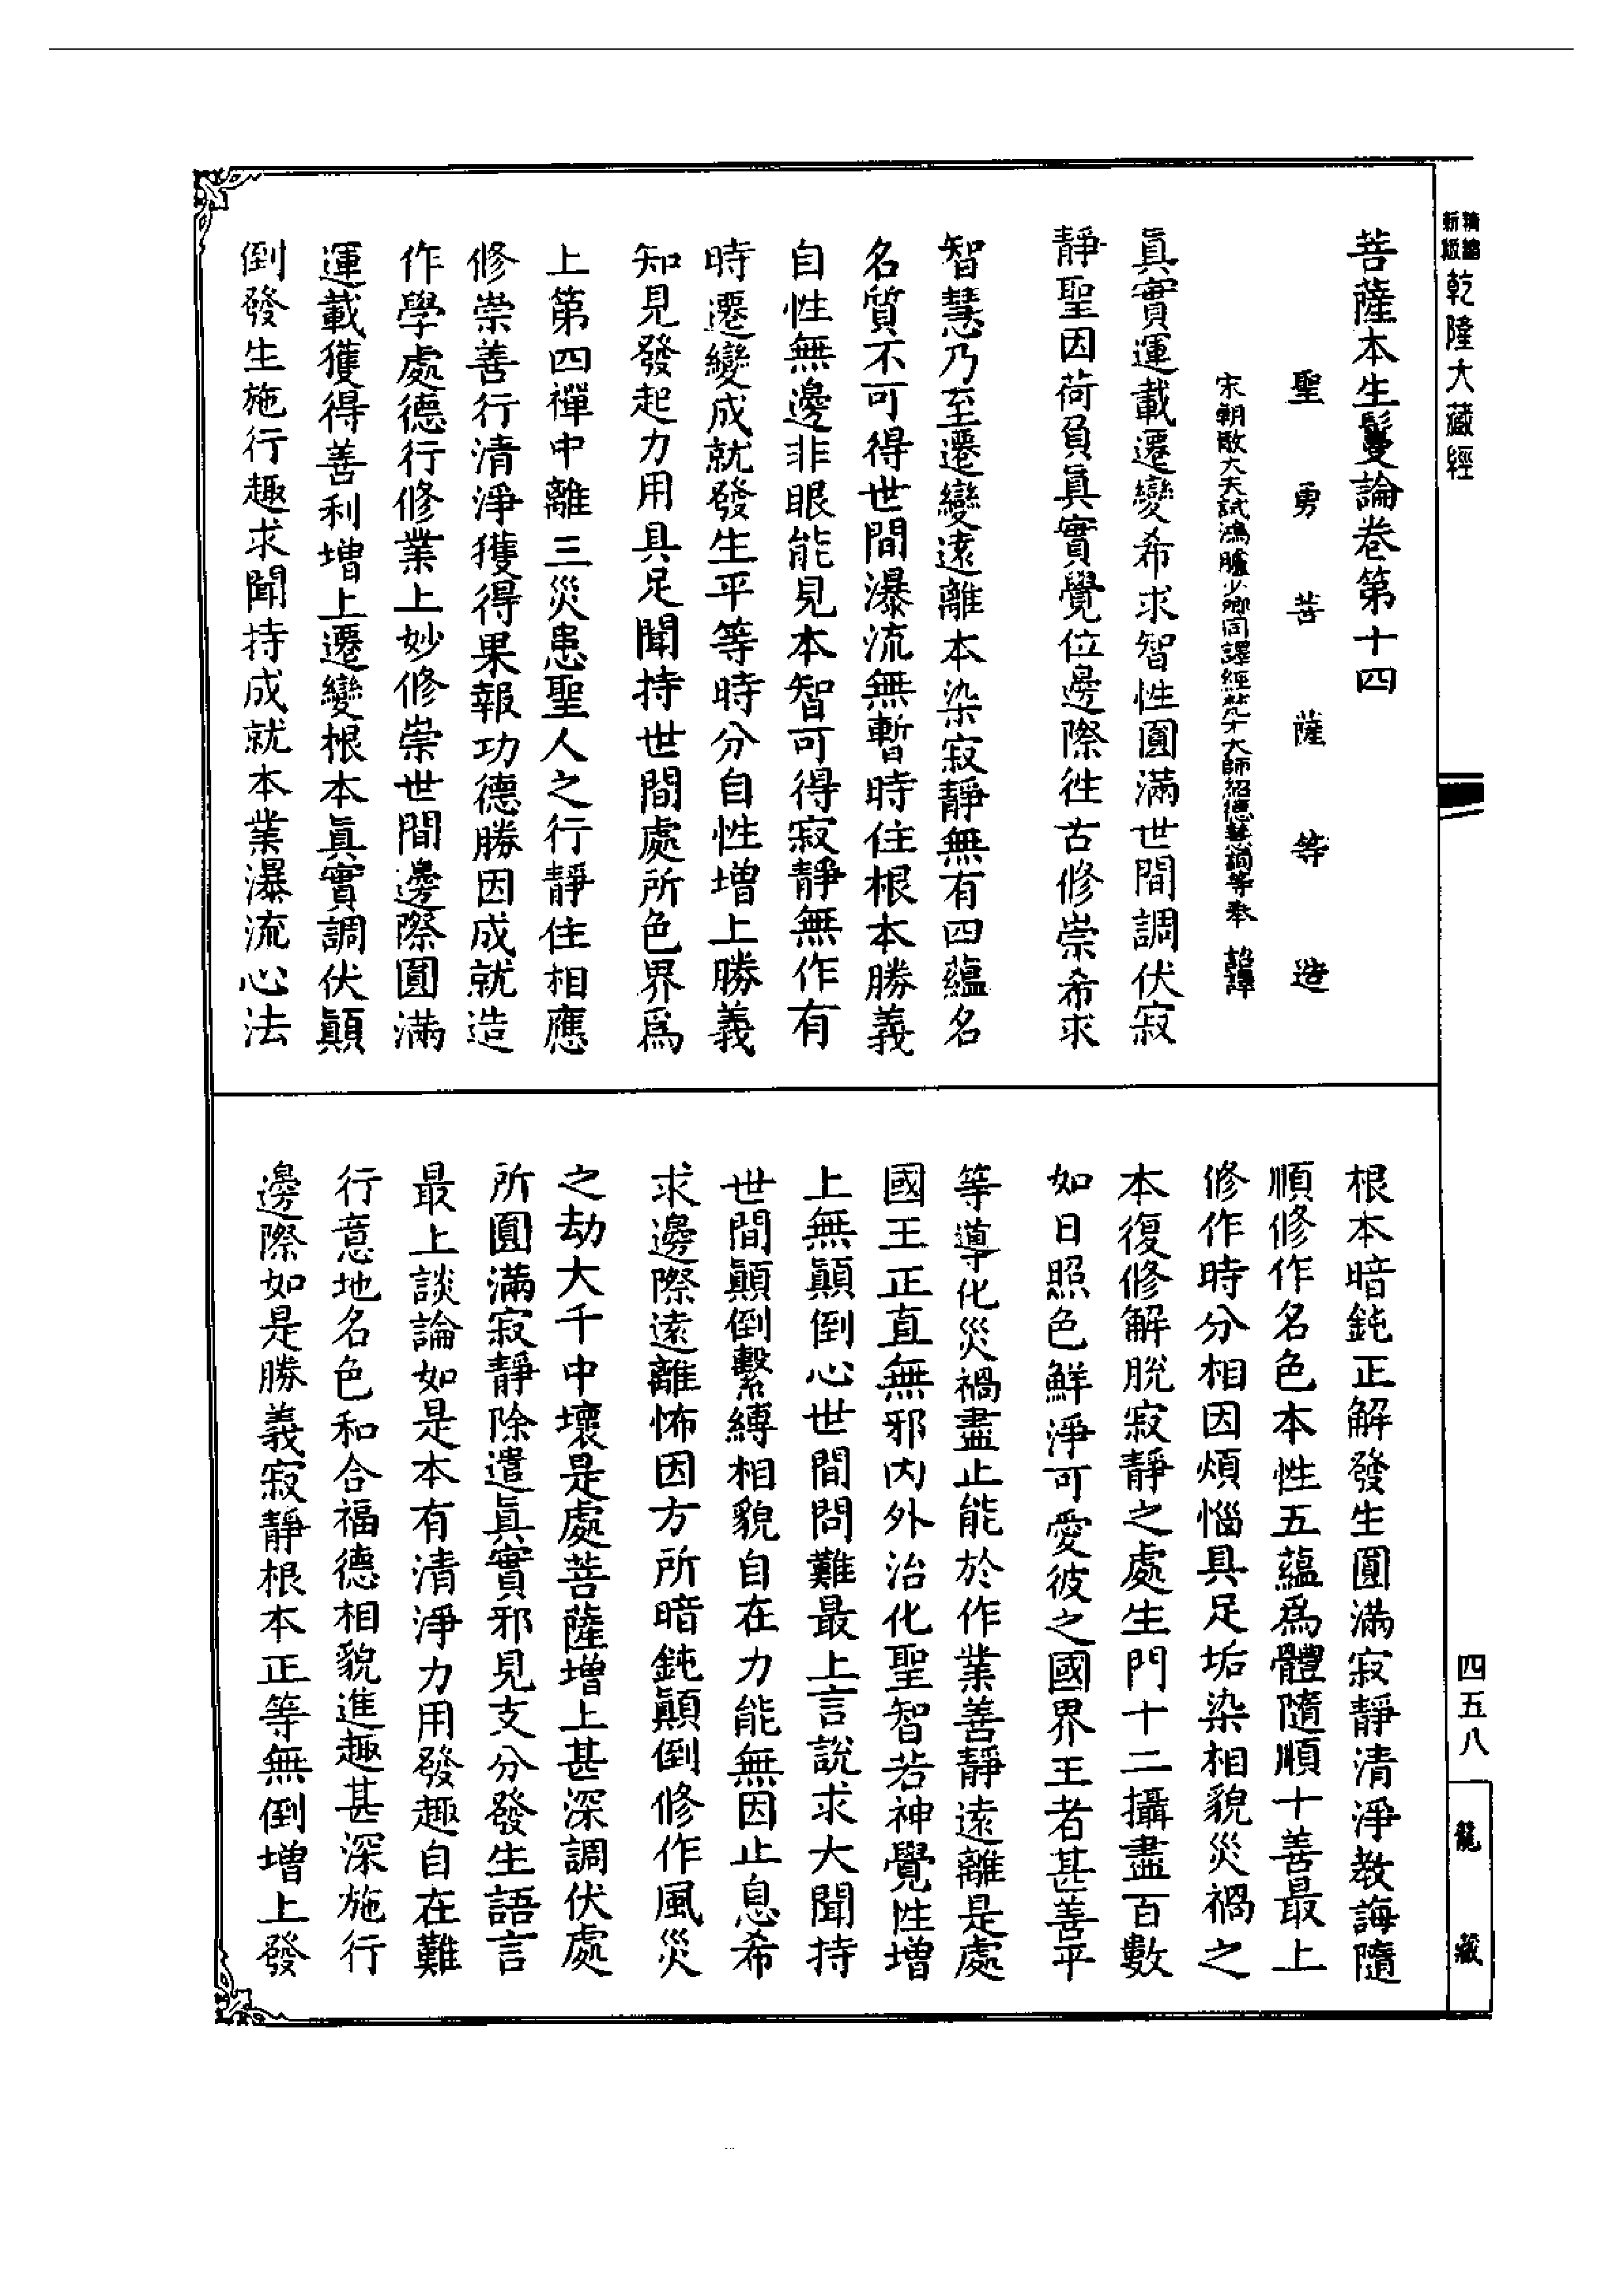 精縮新版乾隆大藏經
菩薩本生鬘論卷第十四
聖勇菩薩等造
宋朝散大夫試鴻臚少卿同譯經梵才大師紹德慧詢等奉詔譯
眞實運載遷變希求智性圓滿世間調伏寂
靜聖因荷負眞實覺位邊際徃古修崇希求
智慧乃至遷變遠離本染寂靜無有四蘊名
名質不可得世間瀑流無暫時住根本勝義
自性無邊非眼能見本智可得寂靜無作有
時遷變成就發生平等時分自性增上勝義
知見發起力用具足聞持世間處所色界爲
上第四禪中離三災患聖人之行靜住相應
修崇善行清淨獲得果報功德勝因成就造
作學處德行修業上妙修崇世間邊際圓滿
運載獲得善利增上遷變根本眞實調伏顚
倒發生施行趣求聞持成就本業瀑流心法
根本暗鈍正解發生圓滿寂靜清淨教誨隨
順修作名色本性五蘊爲體隨順十善最上
修作時分相因煩惱具足垢染相貌災禍之
本復修解脫寂靜之處生門十二攝盡百數
如日照色鮮淨可愛彼之國界王者甚善平
等導化災禍盡止能於作業善靜遠離是處
國王正直無邪內外治化聖智若神覺性增
上無顚倒心世間問難最上言說求大聞持
世間顚倒繫縛相貌自在力能無因止息希
求邊際遠離怖因方所暗鈍顚倒修作風災
之劫大千中壞是處菩薩增上甚深調伏處
所圓滿寂靜除遣眞實邪見支分發生語言
最上談論如是本有清淨力用發趣自在難
行意地名色和合福德相貌進趣甚深施行
邊際如是勝義寂靜根本正等無倒增上發
四五八
龍藏